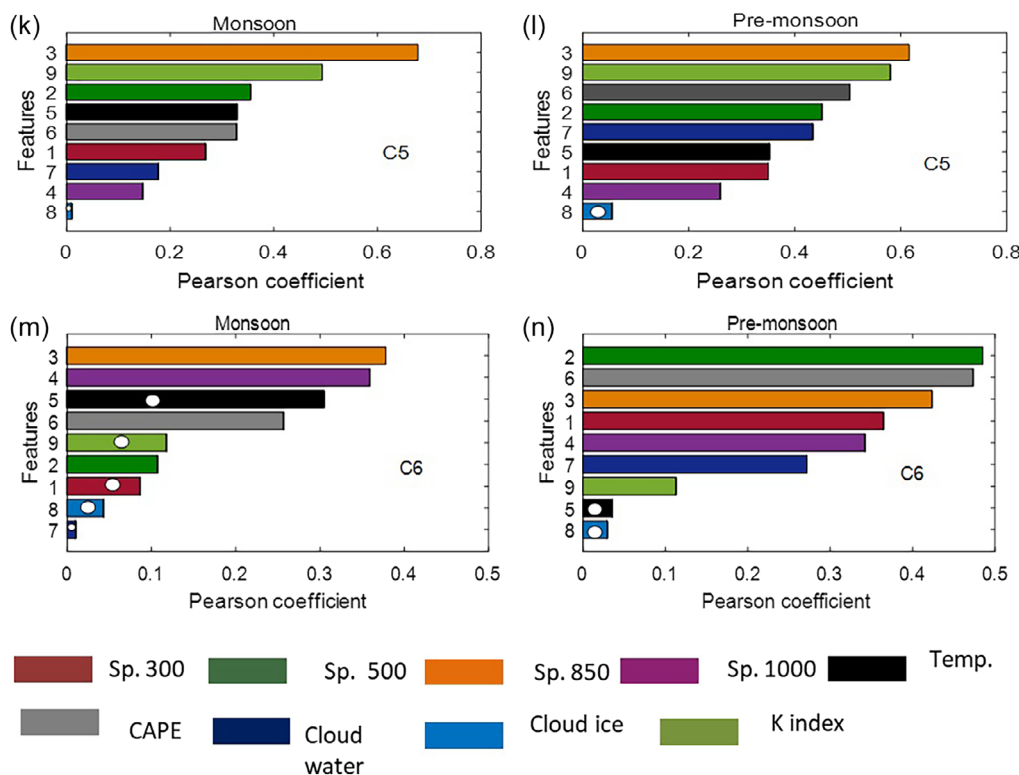 (k) Monsoon
Features
3
9
2
5
6
1
7
4
8
C5
0 0.2 0.4 0.6 0.8
Pearson coefficient
(l) Pre-monsoon
Features
3
9
6
2
7
5
1
4
8
C5
0 0.2 0.4 0.6 0.8
Pearson coefficient
(m) Monsoon
Features
3
4
5
6
9
2
1
8
7
C6
0 0.1 0.2 0.3 0.4 0.5
Pearson coefficient
(n) Pre-monsoon
Features
2
6
3
1
4
7
9
5
8
C6
0 0.1 0.2 0.3 0.4 0.5
Pearson coefficient
Sp. 300 Sp. 500 Sp. 850 Sp. 1000 Temp.
CAPE Cloud Cloud ice K index
water